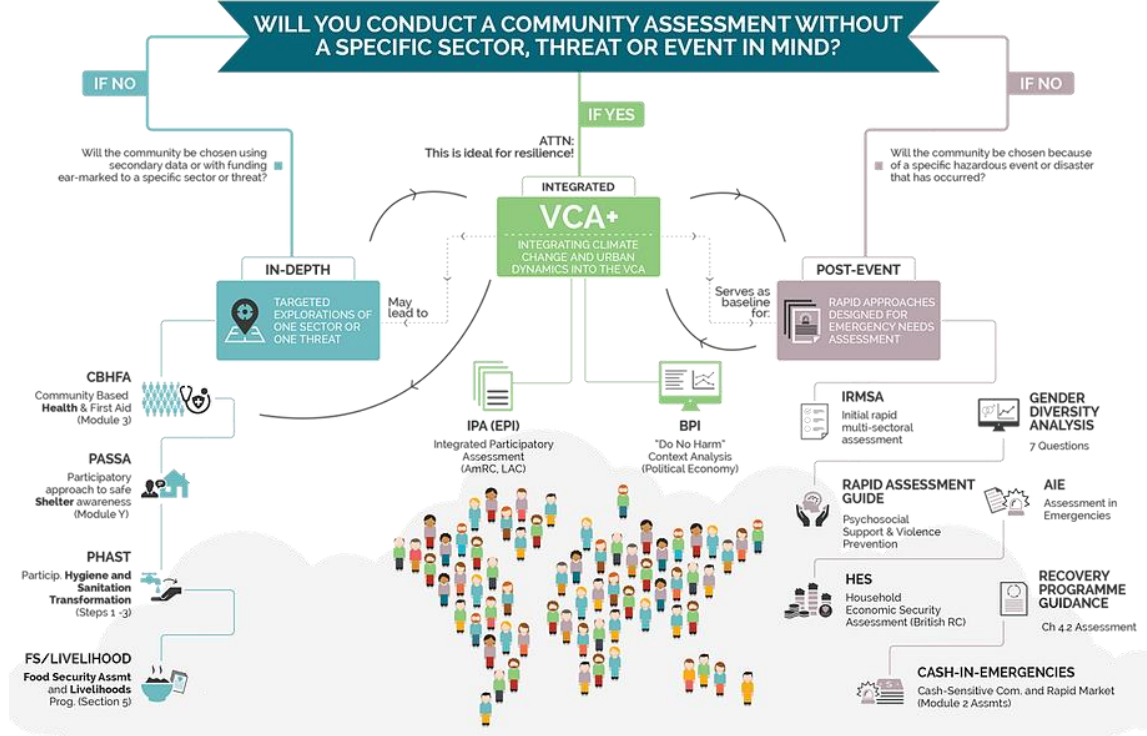 WILL YOU CONDUCT A COMMUNITY ASSESSMENT WITHOUT
A SPECIFIC SECTOR, THREAT OR EVENT IN MIND?
IF NO
IF YES
IF NO
Will the community be chosen using
secondary data or with funding
ear-marked to a specific sector or threat?
ATTN:
This is ideal for resilience!
Will the community be chosen because
of a specific hazardous event or disaster
that has occurred?
INTEGRATED
VCA+
INTEGRATING CLIMATE
CHANGE AND URBAN
DYNAMICS INTO THE VCA
IN-DEPTH
TARGETED
EXPLORATIONS OF
ONE SECTOR OR
ONE THREAT
May
lead to
Serves as
baseline
for:
POST-EVENT
RAPID APPROACHES
DESIGNED FOR
EMERGENCY NEEDS
ASSESSMENT
CBHFA
Community Based
Health & First Aid
(Module 3)
PASSA
Participatory
approach to safe
Shelter awareness
(Module Y)
PHAST
Particip. Hygiene and
Sanitation
Transformation
(Steps 1 -3)
FS/LIVELIHOOD
Food Security Assmt
and Livelihoods
Prog. (Section 5)
IPA (EPI)
Integrated Participatory
Assessment
(AmRC, LAC)
BPI
"Do No Harm"
Context Analysis
(Political Economy)
IRMSA
Initial rapid
multi-sectoral
assessment
GENDER
DIVERSITY
ANALYSIS
7 Questions
RAPID ASSESSMENT
GUIDE
Psychosocial
Support & Violence
Prevention
AIE
Assessment in
Emergencies
HES
Household
Economic Security
Assessment (British RC)
RECOVERY
PROGRAMME
GUIDANCE
Ch 4.2 Assessment
CASH-IN-EMERGENCIES
Cash-Sensitive Com. and Rapid Market
(Module 2 Assmts)